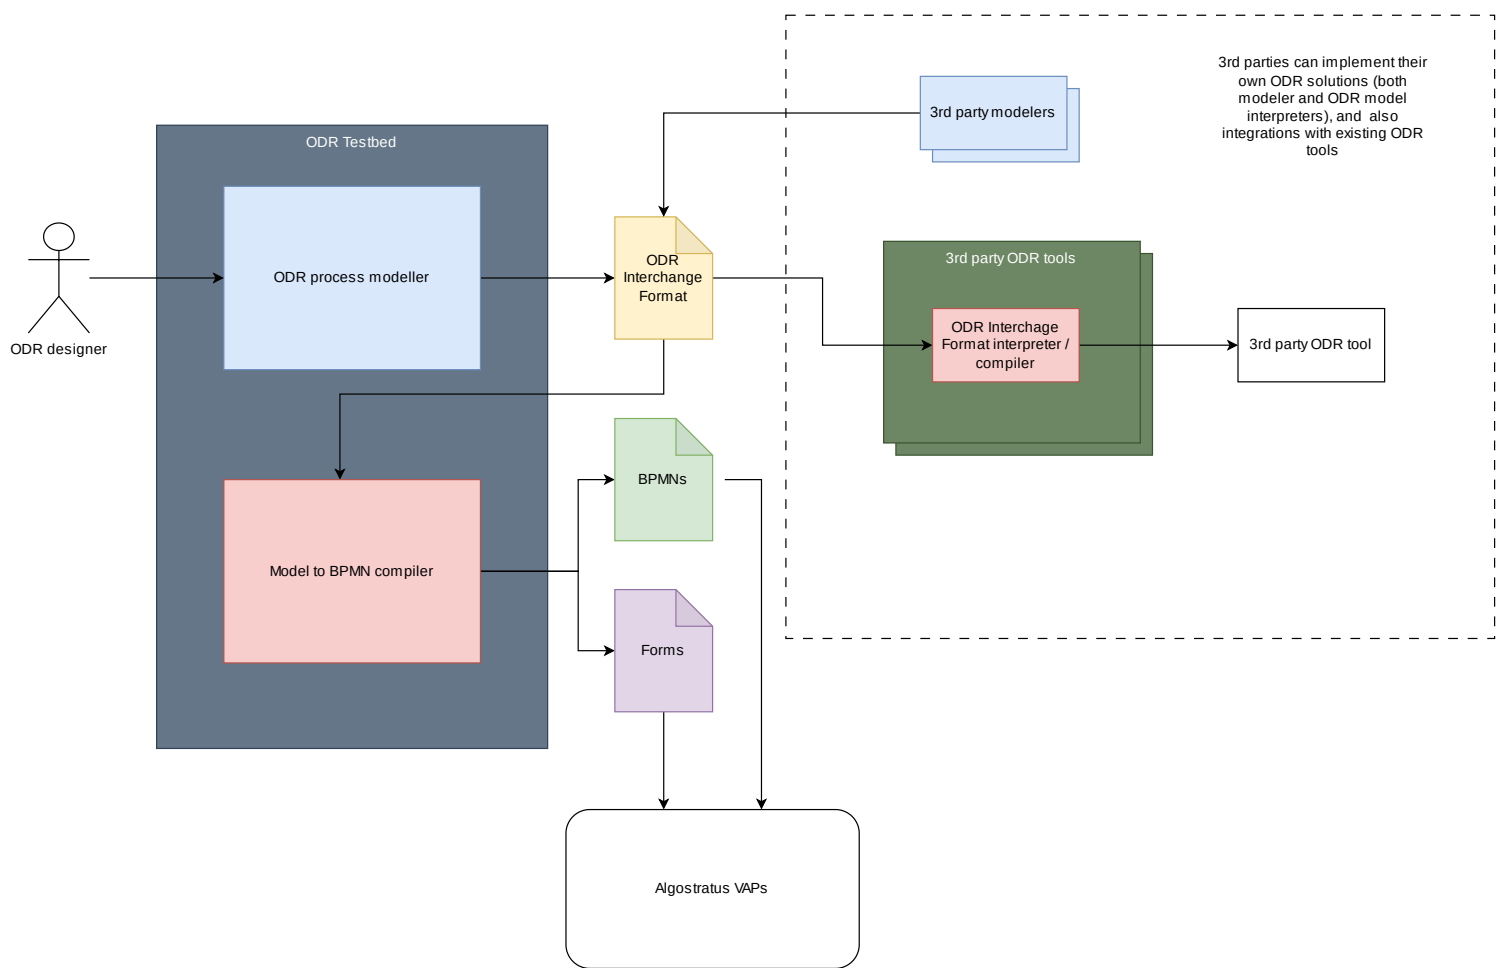 3rd parties can implement their
own ODR solutions (both
modeler and ODR model
interpreters), and also
integrations with existing ODR
tools
3rd party modelers
ODR Testbed
ODR process modeller
ODR designer
ODR
Interchange
Format
3rd party ODR tools
ODR Interchage
Format interpreter /
compiler
3rd party ODR tool
BPMNs
Model to BPMN compiler
Forms
Algostratus VAPs